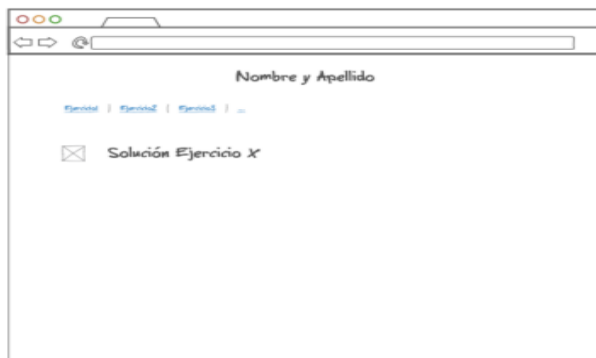 Nombre y Apellido
Ejercicio1 | Ejercicio2 | Ejercicio3 | ...
Solución Ejercicio X